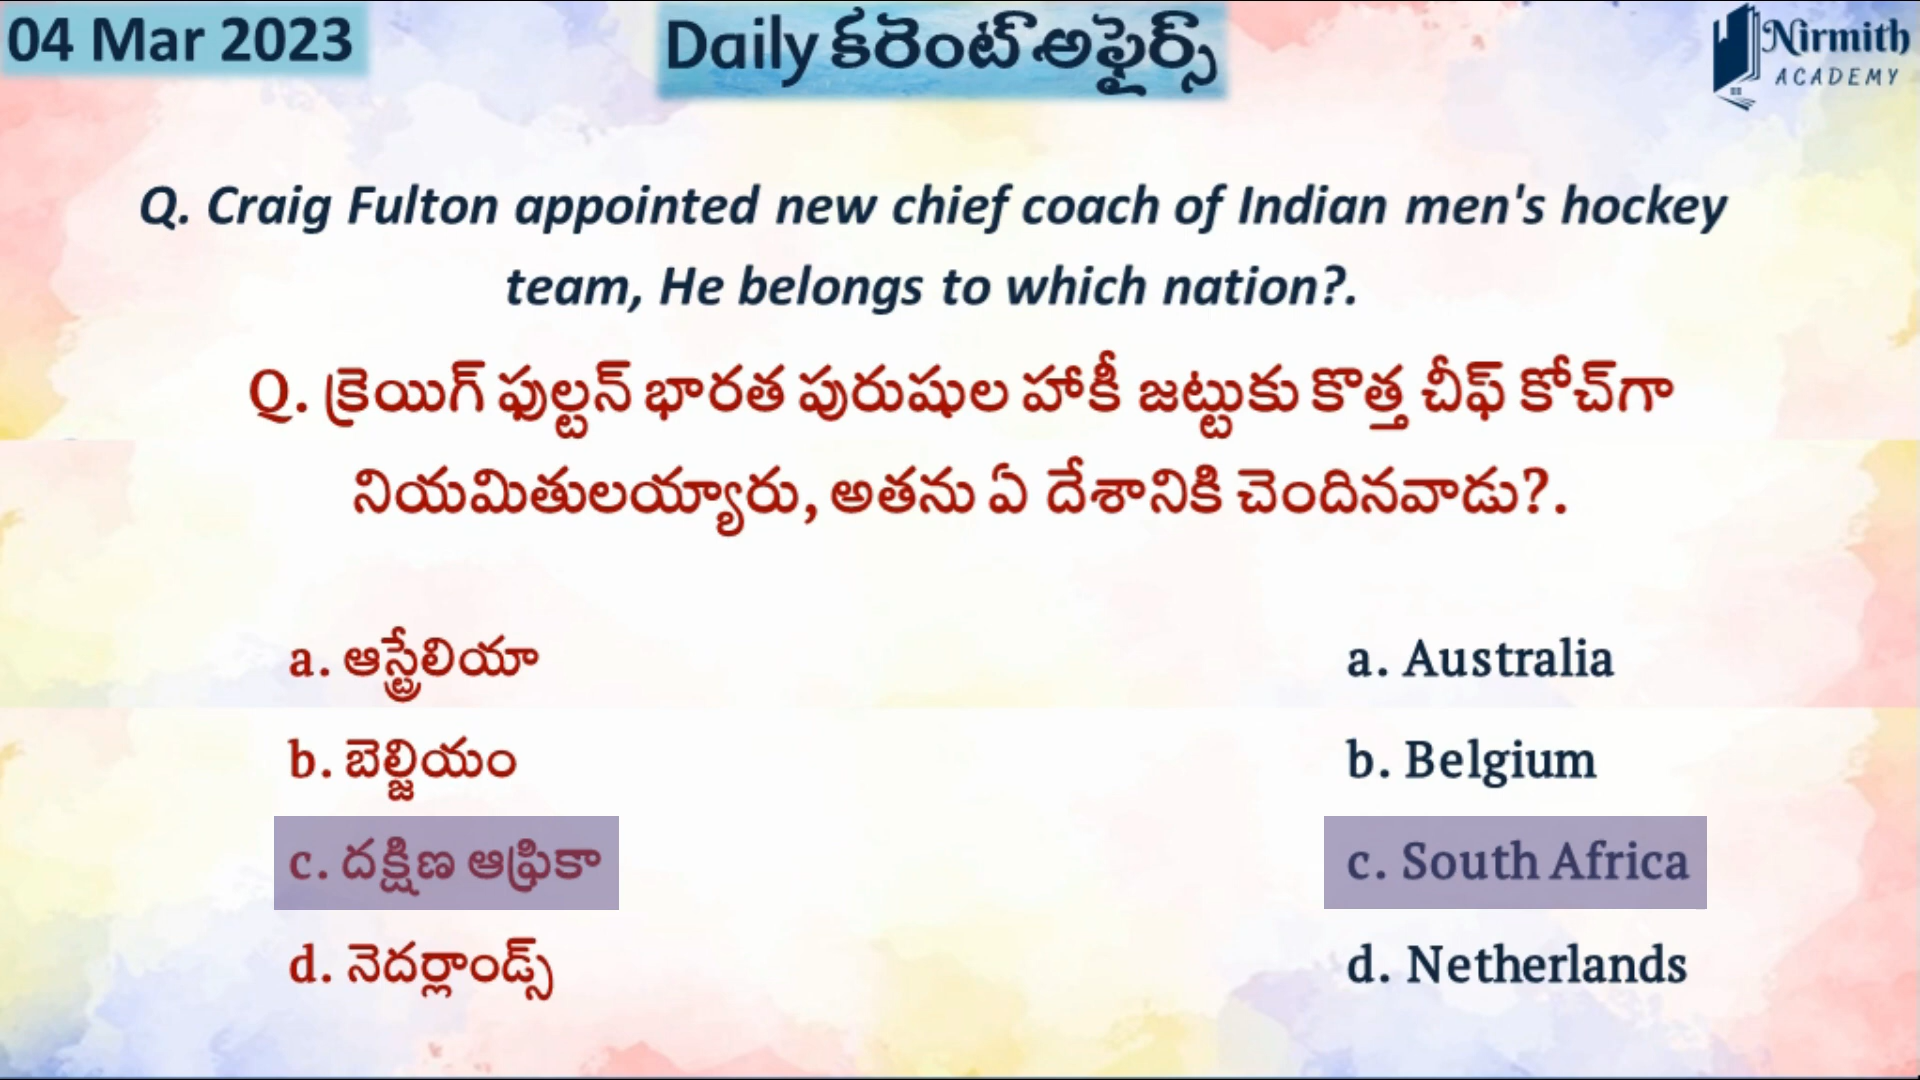 04 Mar 2023
Daily కరెంట్ అఫైర్స్
Nirmith
ACADEMY
Q. Craig Fulton appointed new chief coach of Indian men's hockey
team, He belongs to which nation?.
Q. క్రెయిగ్ ఫుల్టన్ భారత పురుషుల హాకీ జట్టుకు కొత్త చీఫ్ కోచ్‌గా
నియమితులయ్యారు, అతను ఏ దేశానికి చెందినవాడు?.
a. ఆస్ట్రేలియా
b. బెల్జియం
c. దక్షిణ ఆఫ్రికా
d. నెదర్లాండ్స్
a. Australia
b. Belgium
c. South Africa
d. Netherlands